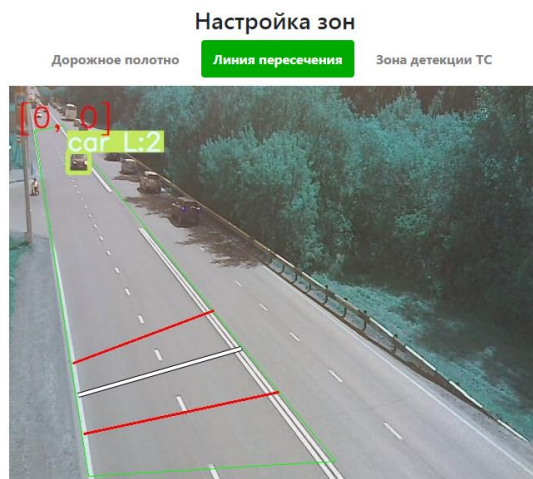 Настройка зон
Дорожное полотно Линия пересечения Зона детекции ТС
[0, 0]
car L:2